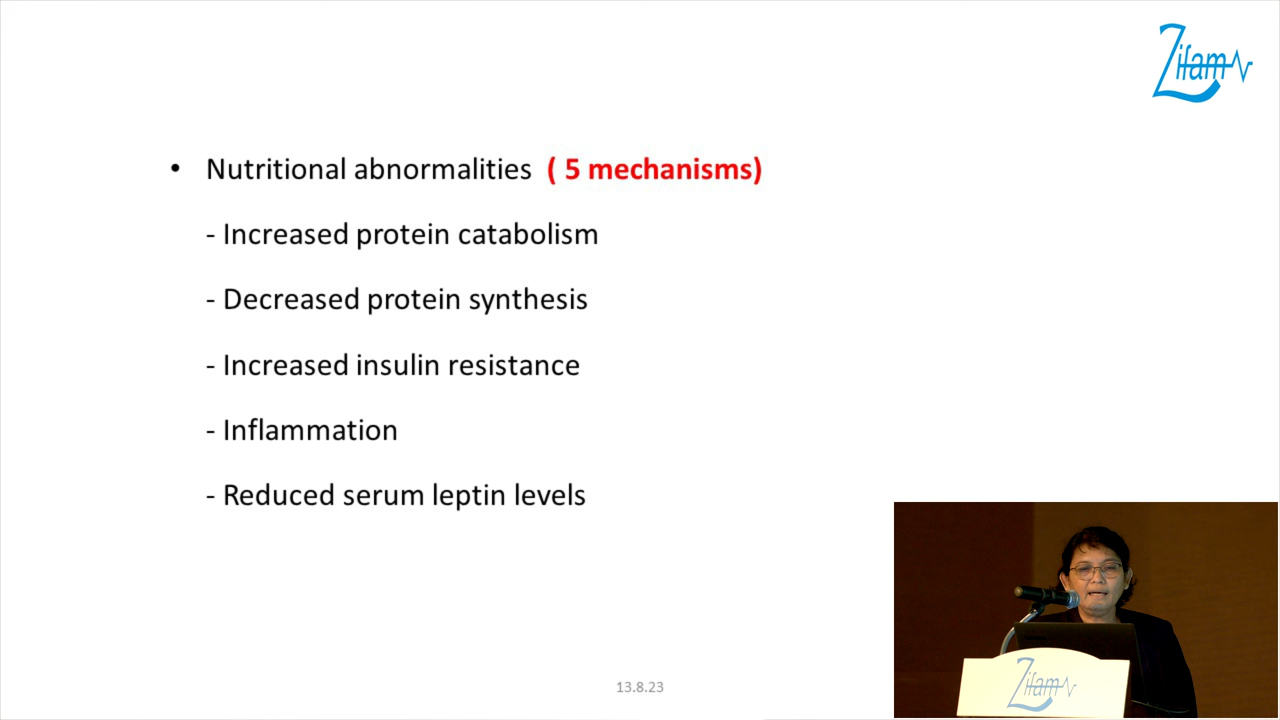 Zifam
• Nutritional abnormalities ( 5 mechanisms)
- Increased protein catabolism
- Decreased protein synthesis
- Increased insulin resistance
- Inflammation
- Reduced serum leptin levels
Zifam
13.8.23